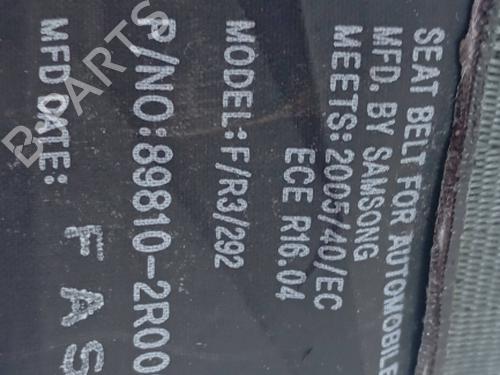 SEAT BELT FOR AUTOMOBILE
MFD. BY SAMSONG
MEETS: 2005/40/EC
ECE R16.04
MODEL: F/R3/292
P/NO: 89810-2R00
MFD DATE:
F A S
PARTS